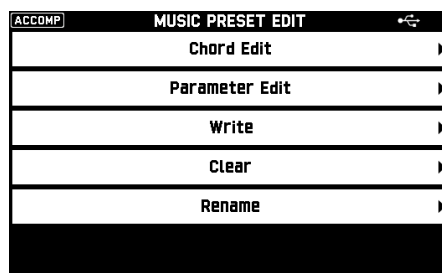 ACCOMP MUSIC PRESET EDIT
Chord Edit
Parameter Edit
Write
Clear
Rename